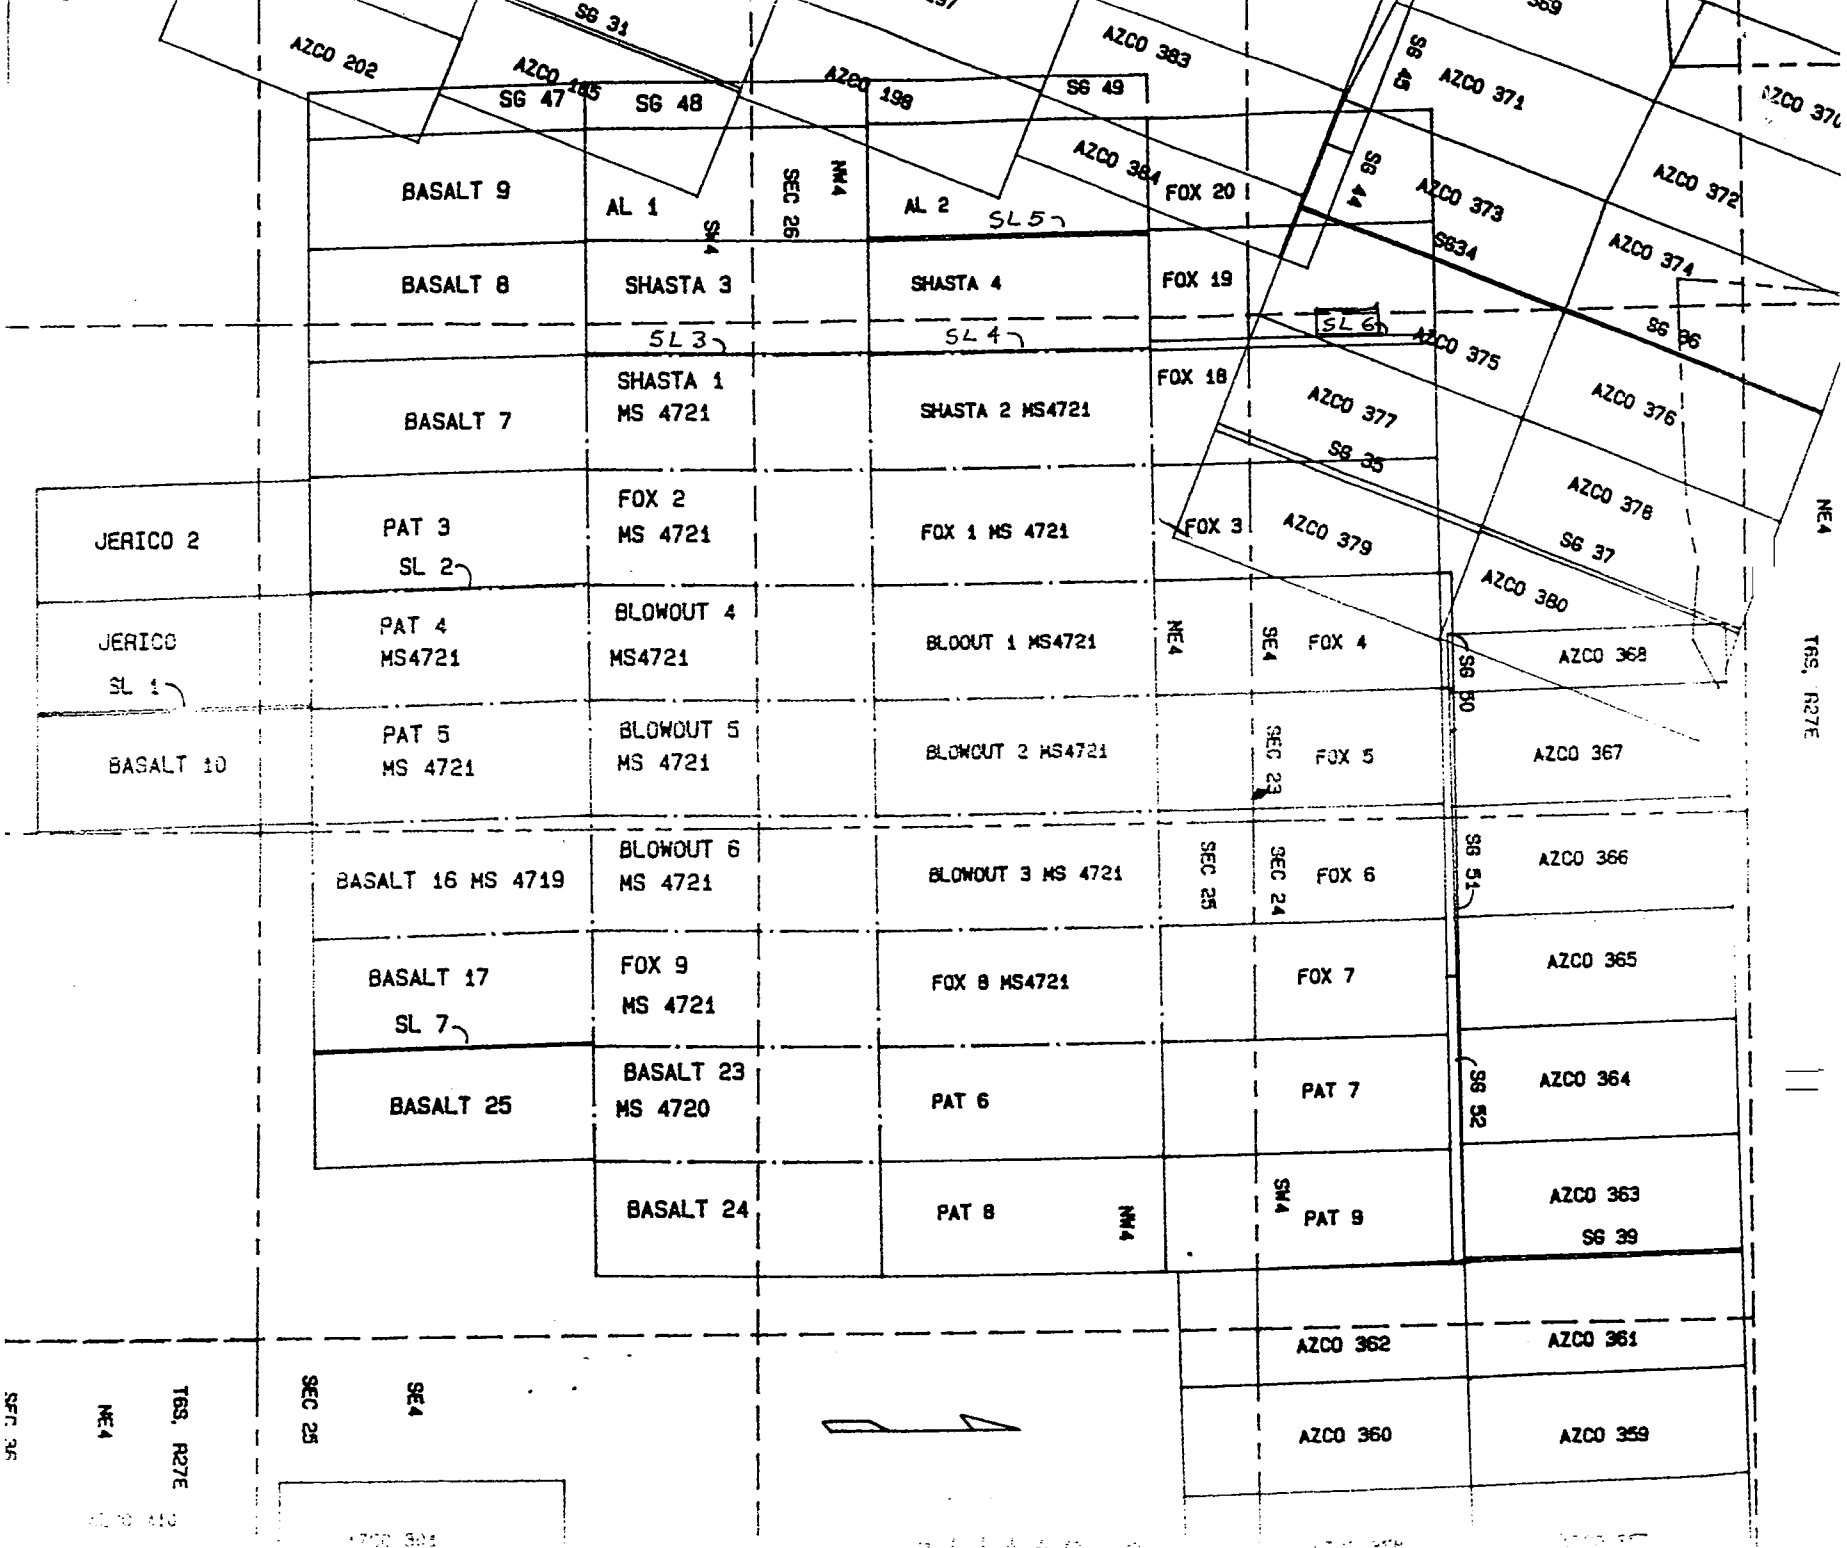 SG 31
AZCO 202
AZCO 185
AZCO 198
AZCO 383
SG 45
AZCO 371
AZCO 370
SG 47
SG 48
SG 49
AZCO 384
SG 44
AZCO 373
AZCO 372
BASALT 9
AL 1
SW4
SEC 26
NW4
AL 2
SL 5
FOX 20
SG34
AZCO 374
BASALT 8
SHASTA 3
SHASTA 4
FOX 19
SL 3
SL 4
SL 6
AZCO 375
SG 36
BASALT 7
SHASTA 1
MS 4721
SHASTA 2 MS4721
FOX 18
AZCO 377
AZCO 376
SG 35
JERICO 2
PAT 3
SL 2
FOX 2
MS 4721
FOX 1 MS 4721
FOX 3
AZCO 379
AZCO 378
SG 37
NE4
AZCO 380
JERICO
SL 1
PAT 4
MS4721
BLOWOUT 4
MS4721
BLOOUT 1 MS4721
NE4
SE4
FOX 4
SG 50
AZCO 368
T6S, R27E
BASALT 10
PAT 5
MS 4721
BLOWOUT 5
MS 4721
BLOWOUT 2 MS4721
SEC 23
FOX 5
AZCO 367
BASALT 16 MS 4719
BLOWOUT 6
MS 4721
BLOWOUT 3 MS 4721
SEC 25
SEC 24
FOX 6
SG 51
AZCO 366
BASALT 17
SL 7
FOX 9
MS 4721
FOX 8 MS4721
FOX 7
AZCO 365
BASALT 25
BASALT 23
MS 4720
PAT 6
PAT 7
SG 52
AZCO 364
BASALT 24
PAT 8
NW4
SW4
PAT 9
AZCO 363
SG 39
AZCO 362
AZCO 361
NE4
T6S, R27E
SEC 25
SE4
AZCO 360
AZCO 359